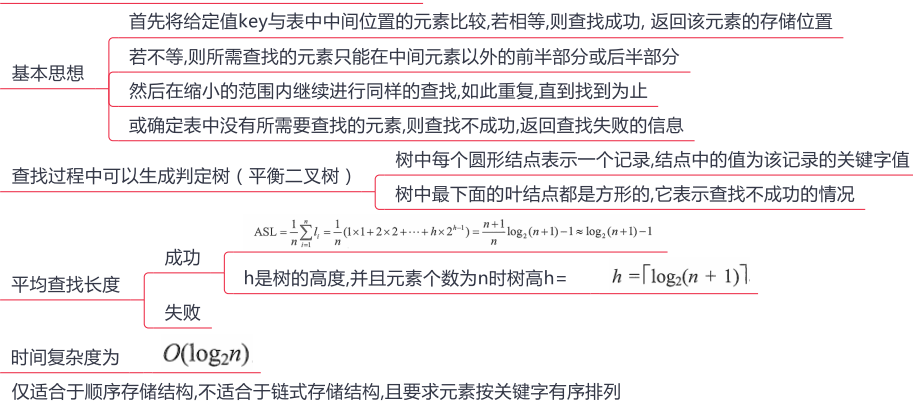 首先将给定值key与表中中间位置的元素比较,若相等,则查找成功, 返回该元素的存储位置
基本思想
若不等,则所需查找的元素只能在中间元素以外的前半部分或后半部分
然后在缩小的范围内继续进行同样的查找,如此重复,直到找到为止
或确定表中没有所需要查找的元素,则查找不成功,返回查找失败的信息
查找过程中可以生成判定树（平衡二叉树）
树中每个圆形结点表示一个记录,结点中的值为该记录的关键字值
树中最下面的叶结点都是方形的,它表示查找不成功的情况
平均查找长度
成功
ASL = \frac{1}{n}\sum_{i=1}^{n} l_i = \frac{1}{n}(1×1+2×2+⋯+h×2^{h-1}) = \frac{n+1}{n}log₂(n+1)−1 ≈ log₂(n+1)−1
h是树的高度,并且元素个数为n时树高h= h =⌈log₂(n + 1)⌉
失败
时间复杂度为 O(log₂n)
仅适合于顺序存储结构,不适合于链式存储结构,且要求元素按关键字有序排列